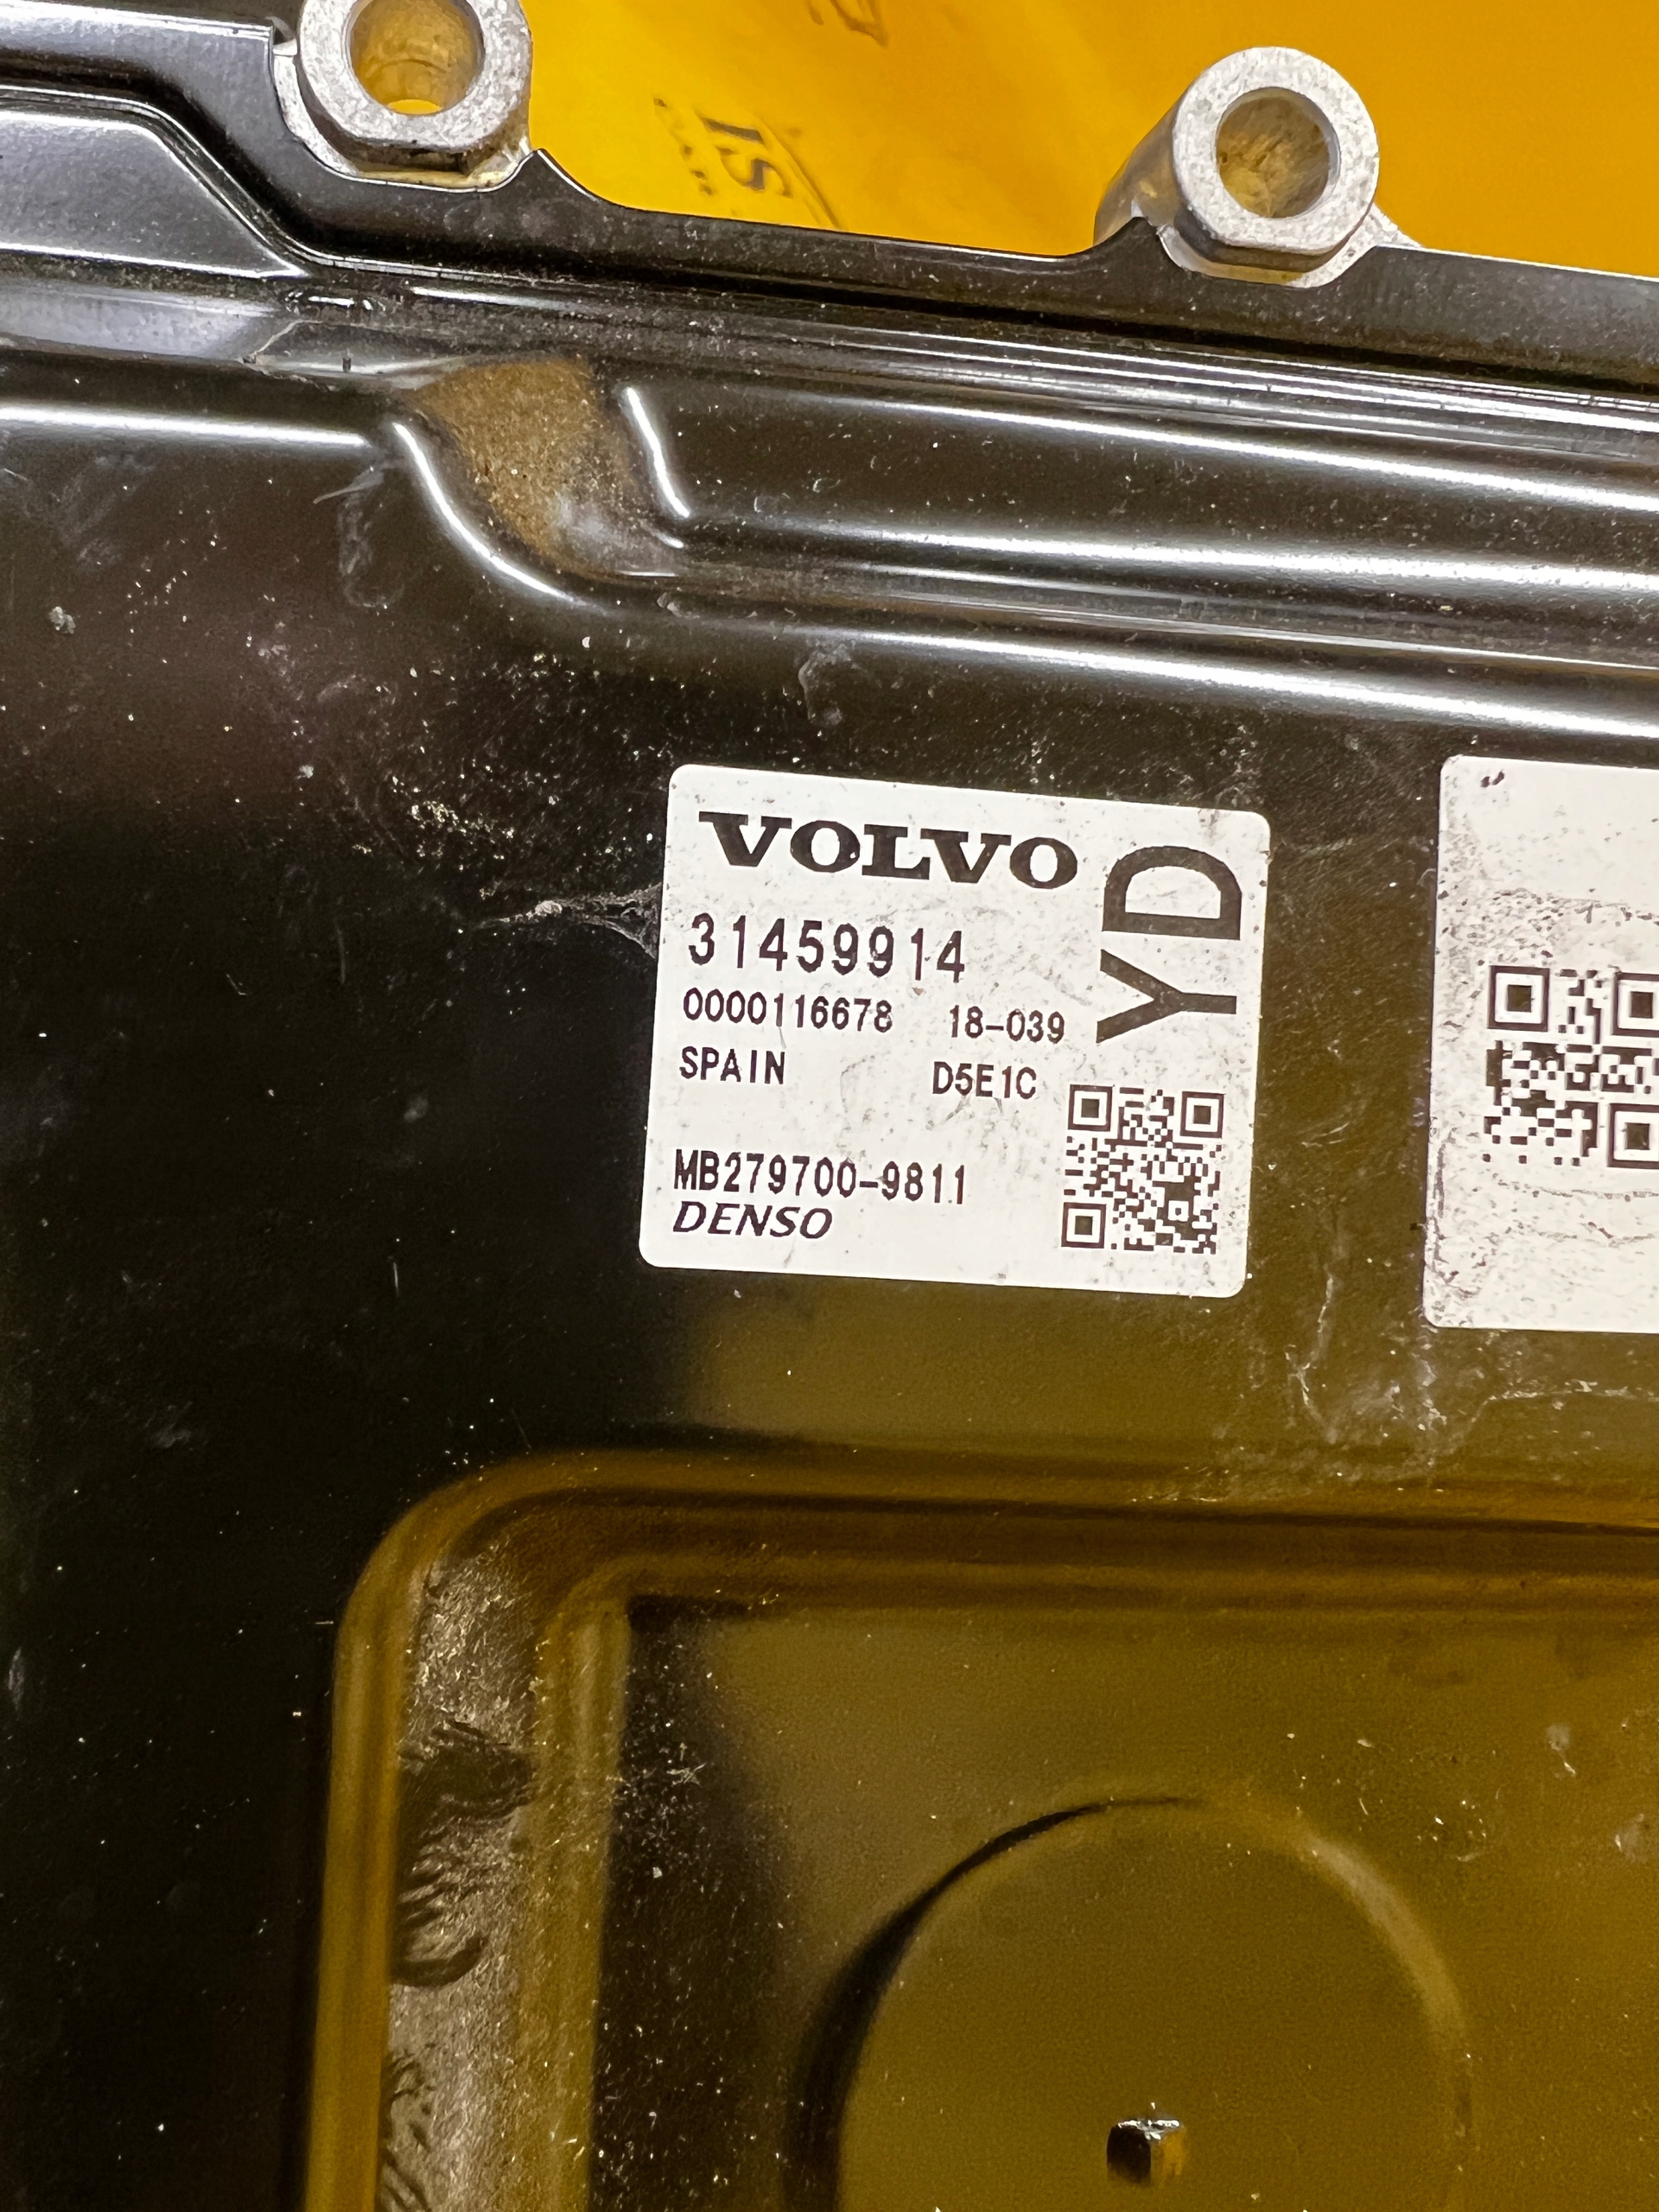 VOLVO
YD
31459914
0000116678 18-039
SPAIN D5E1C
MB279700-9811
DENSO